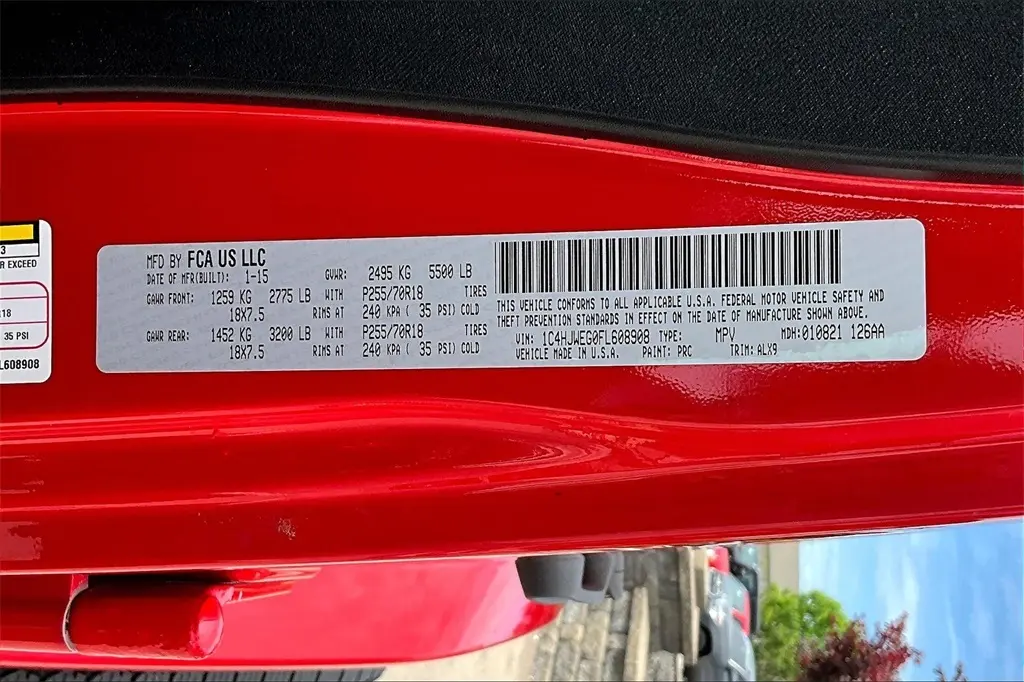 3
R EXCEED
R18
35 PSI
L608908
MFD BY FCA US LLC
DATE OF MFR(BUILT): 1-15 GVWR: 2495 KG 5500 LB
GAWR FRONT: 1259 KG 2775 LB WITH P255/70R18 TIRES
18X7.5 RIMS AT 240 KPA ( 35 PSI) COLD
GAWR REAR: 1452 KG 3200 LB WITH P255/70R18 TIRES
18X7.5 RIMS AT 240 KPA ( 35 PSI) COLD
THIS VEHICLE CONFORMS TO ALL APPLICABLE U.S.A. FEDERAL MOTOR VEHICLE SAFETY AND
THEFT PREVENTION STANDARDS IN EFFECT ON THE DATE OF MANUFACTURE SHOWN ABOVE.
VIN: 1C4HJWEG0FL608908 TYPE: MPV MDH:010821 126AA
VEHICLE MADE IN U.S.A. PAINT: PRC TRIM: ALX9